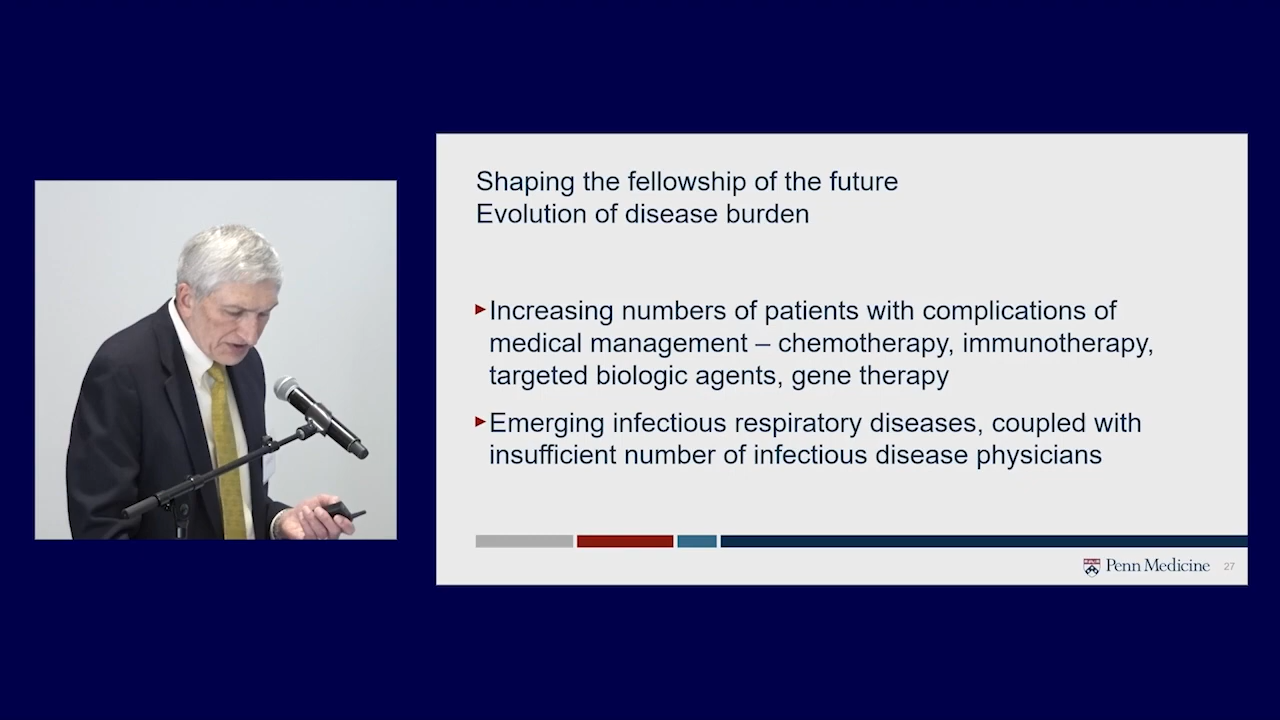 Shaping the fellowship of the future
Evolution of disease burden
Increasing numbers of patients with complications of
medical management – chemotherapy, immunotherapy,
targeted biologic agents, gene therapy
Emerging infectious respiratory diseases, coupled with
insufficient number of infectious disease physicians
Penn Medicine 27